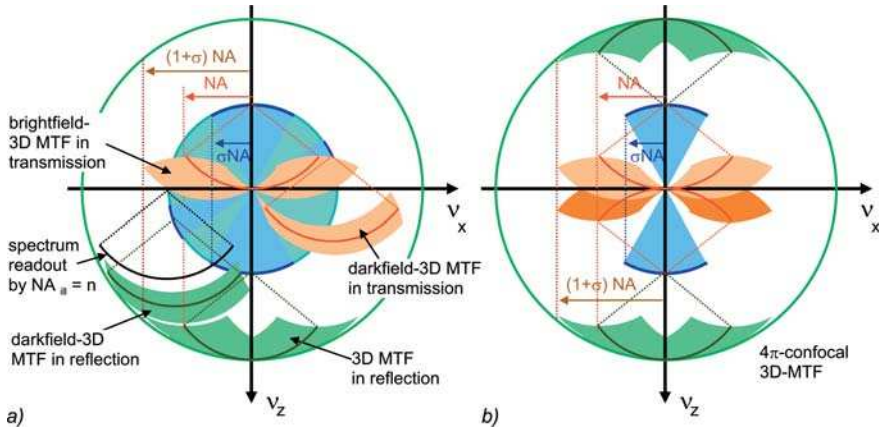 (1+σ) NA
NA
brightfield-
3D MTF in
transmission
σNA
ν x
spectrum
readout
by NA ill = n
darkfield-3D MTF
in transmission
darkfield-3D
MTF in reflection
3D MTF
in reflection
ν z
a)
NA
σNA
ν x
(1+σ) NA
4π-confocal
3D-MTF
ν z
b)